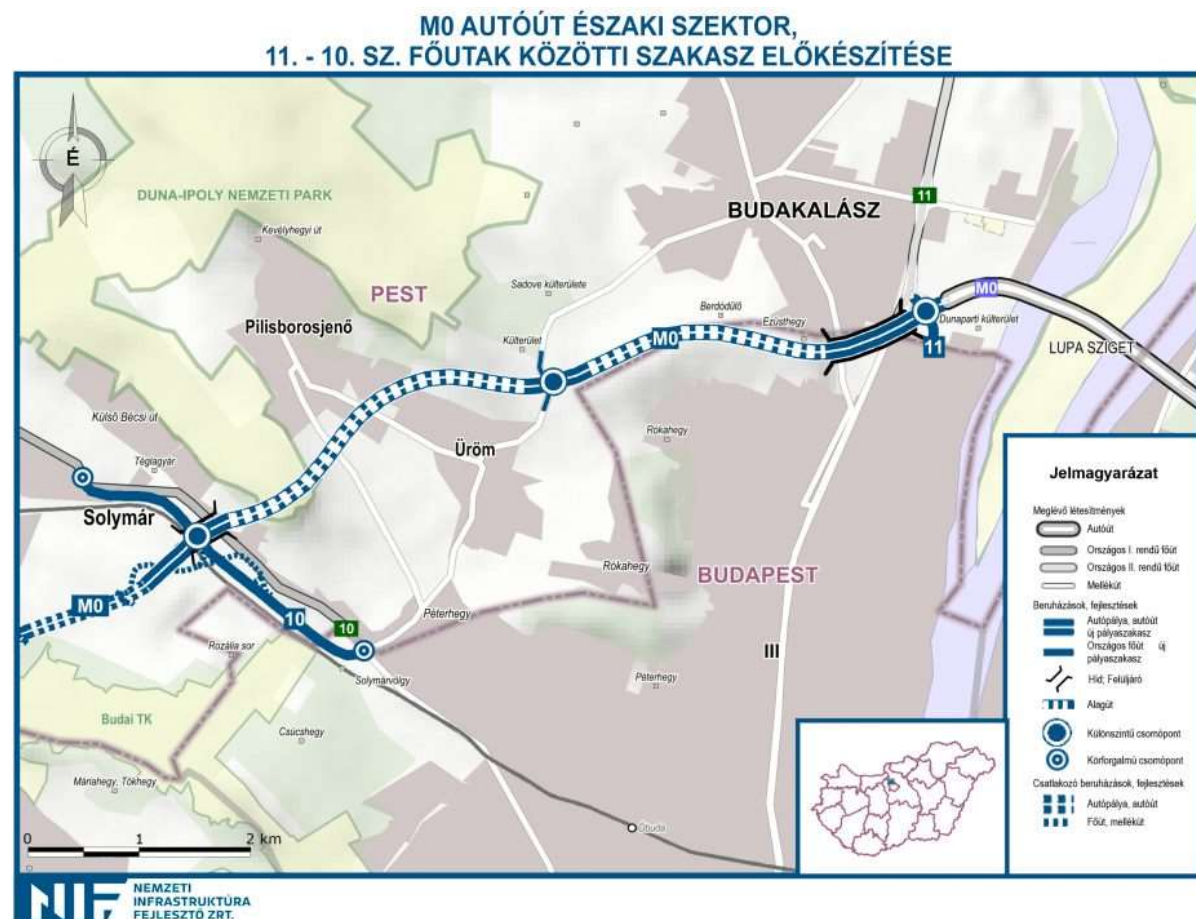 M0 AUTÓÚT ÉSZAKI SZEKTOR,
11. - 10. SZ. FŐUTAK KÖZÖTTI SZAKASZ ELŐKÉSZÍTÉSE
É
DUNA-IPOLY NEMZETI PARK
Kevélyhegyi út
PEST
Pilisborosjenő
Sadove külterülete
Külterület
BUDAKALÁSZ
11
M0
Berdódűlő
Ezüsthegy
Dunaparti külterület
M0
11
LUPA SZIGET
Külső Bécsi út
Téglagyár
Üröm
Rókahegy
Solymár
Rókahegy
BUDAPEST
M0
10
10
Péterhegy
Rozália sor
Solymárvölgy
III
Péterhegy
Budai TK
Csúcshegy
Máriahegy, Tökhegy
Óbuda
0 1 2 km
Jelmagyarázat
Meglévő létesítmények
Autóút
Országos I. rendű főút
Országos II. rendű főút
Mellékút
Beruházások, fejlesztések
Autópálya, autóút
új pályaszakasz
Országos főút új
pályaszakasz
Híd; Felüljáró
Alagút
Különszintű csomópont
Körforgalmú csomópont
Csatlakozó beruházások, fejlesztések
Autópálya, autóút
Főút, mellékút
NIF
NEMZETI
INFRASTRUKTÚRA
FEJLESZTŐ ZRT.